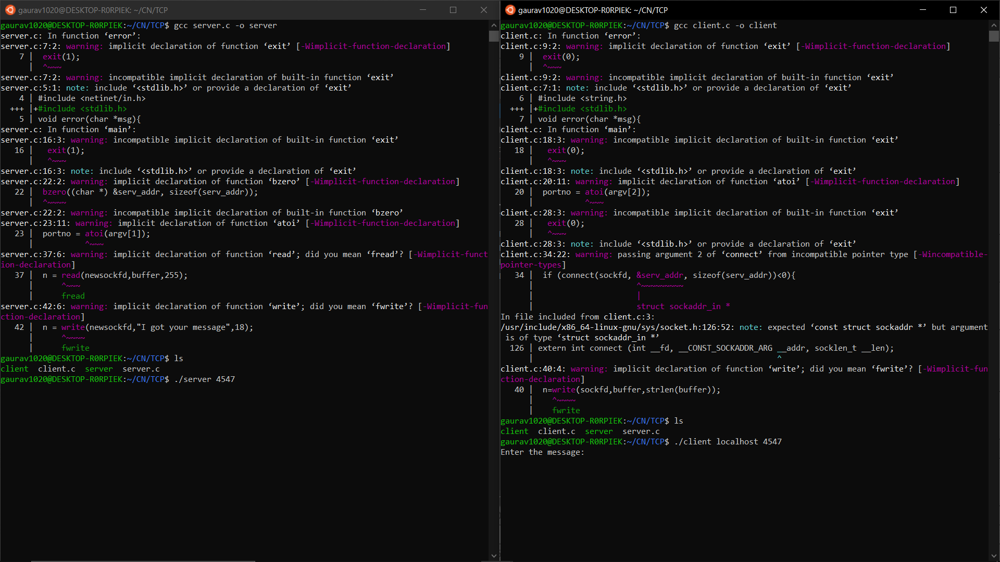 gaurav1020@DESKTOP-R0RPIEK: ~/CN/TCP
gaurav1020@DESKTOP-R0RPIEK:~/CN/TCP$ gcc server.c -o server
server.c: In function ‘error’:
server.c:7:2: warning: implicit declaration of function ‘exit’ [-Wimplicit-function-declaration]
    7 |  exit(1);
      |  ^~~~
server.c:7:2: warning: incompatible implicit declaration of built-in function ‘exit’
server.c:5:1: note: include ‘<stdlib.h>’ or provide a declaration of ‘exit’
    4 | #include <netinet/in.h>
  +++ |+#include <stdlib.h>
    5 | void error(char *msg){
server.c: In function ‘main’:
server.c:16:3: warning: incompatible implicit declaration of built-in function ‘exit’
   16 |   exit(1);
      |   ^~~~
server.c:16:3: note: include ‘<stdlib.h>’ or provide a declaration of ‘exit’
server.c:22:2: warning: implicit declaration of function ‘bzero’ [-Wimplicit-function-declaration]
   22 |  bzero((char *) &serv_addr, sizeof(serv_addr));
      |  ^~~~~
server.c:22:2: warning: incompatible implicit declaration of built-in function ‘bzero’
server.c:23:11: warning: implicit declaration of function ‘atoi’ [-Wimplicit-function-declaration]
   23 |  portno = atoi(argv[1]);
      |           ^~~~
server.c:37:6: warning: implicit declaration of function ‘read’; did you mean ‘fread’? [-Wimplicit-funct
ion-declaration]
   37 |  n = read(newsockfd,buffer,255);
      |      ^~~~
      |      fread
server.c:42:6: warning: implicit declaration of function ‘write’; did you mean ‘fwrite’? [-Wimplicit-fun
ction-declaration]
   42 |  n = write(newsockfd,"I got your message",18);
      |      ^~~~~
      |      fwrite
gaurav1020@DESKTOP-R0RPIEK:~/CN/TCP$ ls
client  client.c  server  server.c
gaurav1020@DESKTOP-R0RPIEK:~/CN/TCP$ ./server 4547
gaurav1020@DESKTOP-R0RPIEK: ~/CN/TCP
gaurav1020@DESKTOP-R0RPIEK:~/CN/TCP$ gcc client.c -o client
client.c: In function ‘error’:
client.c:9:2: warning: implicit declaration of function ‘exit’ [-Wimplicit-function-declaration]
    9 |  exit(0);
      |  ^~~~
client.c:9:2: warning: incompatible implicit declaration of built-in function ‘exit’
client.c:7:1: note: include ‘<stdlib.h>’ or provide a declaration of ‘exit’
    6 | #include <string.h>
  +++ |+#include <stdlib.h>
    7 | void error(char *msg){
client.c: In function ‘main’:
client.c:18:3: warning: incompatible implicit declaration of built-in function ‘exit’
   18 |   exit(0);
      |   ^~~~
client.c:18:3: note: include ‘<stdlib.h>’ or provide a declaration of ‘exit’
client.c:20:11: warning: implicit declaration of function ‘atoi’ [-Wimplicit-function-declaration]
   20 |  portno = atoi(argv[2]);
      |           ^~~~
client.c:28:3: warning: incompatible implicit declaration of built-in function ‘exit’
   28 |   exit(0);
      |   ^~~~
client.c:28:3: note: include ‘<stdlib.h>’ or provide a declaration of ‘exit’
client.c:34:22: warning: passing argument 2 of ‘connect’ from incompatible pointer type [-Wincompatible-
pointer-types]
   34 |  if (connect(sockfd, &serv_addr, sizeof(serv_addr))<0){
      |                      ^~~~~~~~~~
      |                      |
      |                      struct sockaddr_in *
In file included from client.c:3:
/usr/include/x86_64-linux-gnu/sys/socket.h:126:52: note: expected ‘const struct sockaddr *’ but argument
 is of type ‘struct sockaddr_in *’
  126 | extern int connect (int __fd, __CONST_SOCKADDR_ARG __addr, socklen_t __len);
      |                                                    ^
client.c:40:4: warning: implicit declaration of function ‘write’; did you mean ‘fwrite’? [-Wimplicit-fun
ction-declaration]
   40 |  n=write(sockfd,buffer,strlen(buffer));
      |    ^~~~~
      |    fwrite
gaurav1020@DESKTOP-R0RPIEK:~/CN/TCP$ ls
client  client.c  server  server.c
gaurav1020@DESKTOP-R0RPIEK:~/CN/TCP$ ./client localhost 4547
Enter the message: